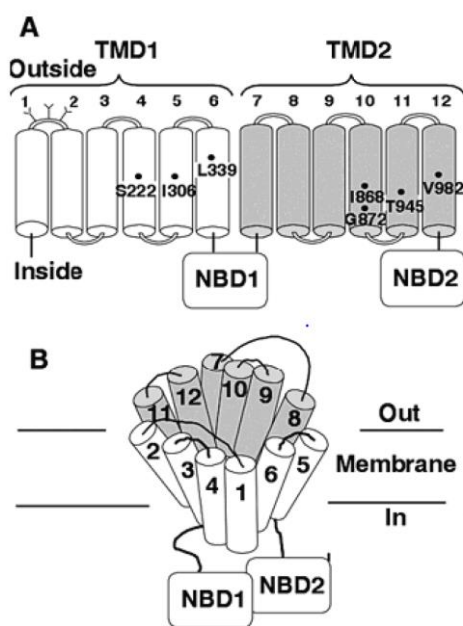 A
TMD1 TMD2
Outside
1 2 3 4 5 6 7 8 9 10 11 12
L339
S222 I306
V982
I868
T945
G872
Inside
NBD1
NBD2
B
7
10
12 9
11 8
Out
2 5
3 6
4 1
Membrane
In
NBD1
NBD2